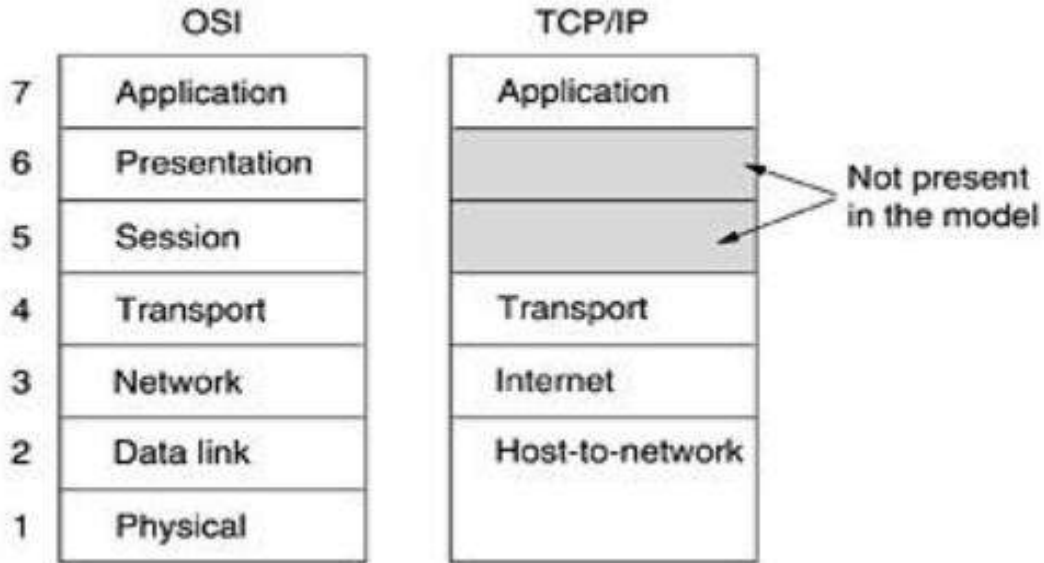 OSI TCP/IP
7 Application Application
6 Presentation
5 Session
Not present
in the model
4 Transport Transport
3 Network Internet
2 Data link Host-to-network
1 Physical